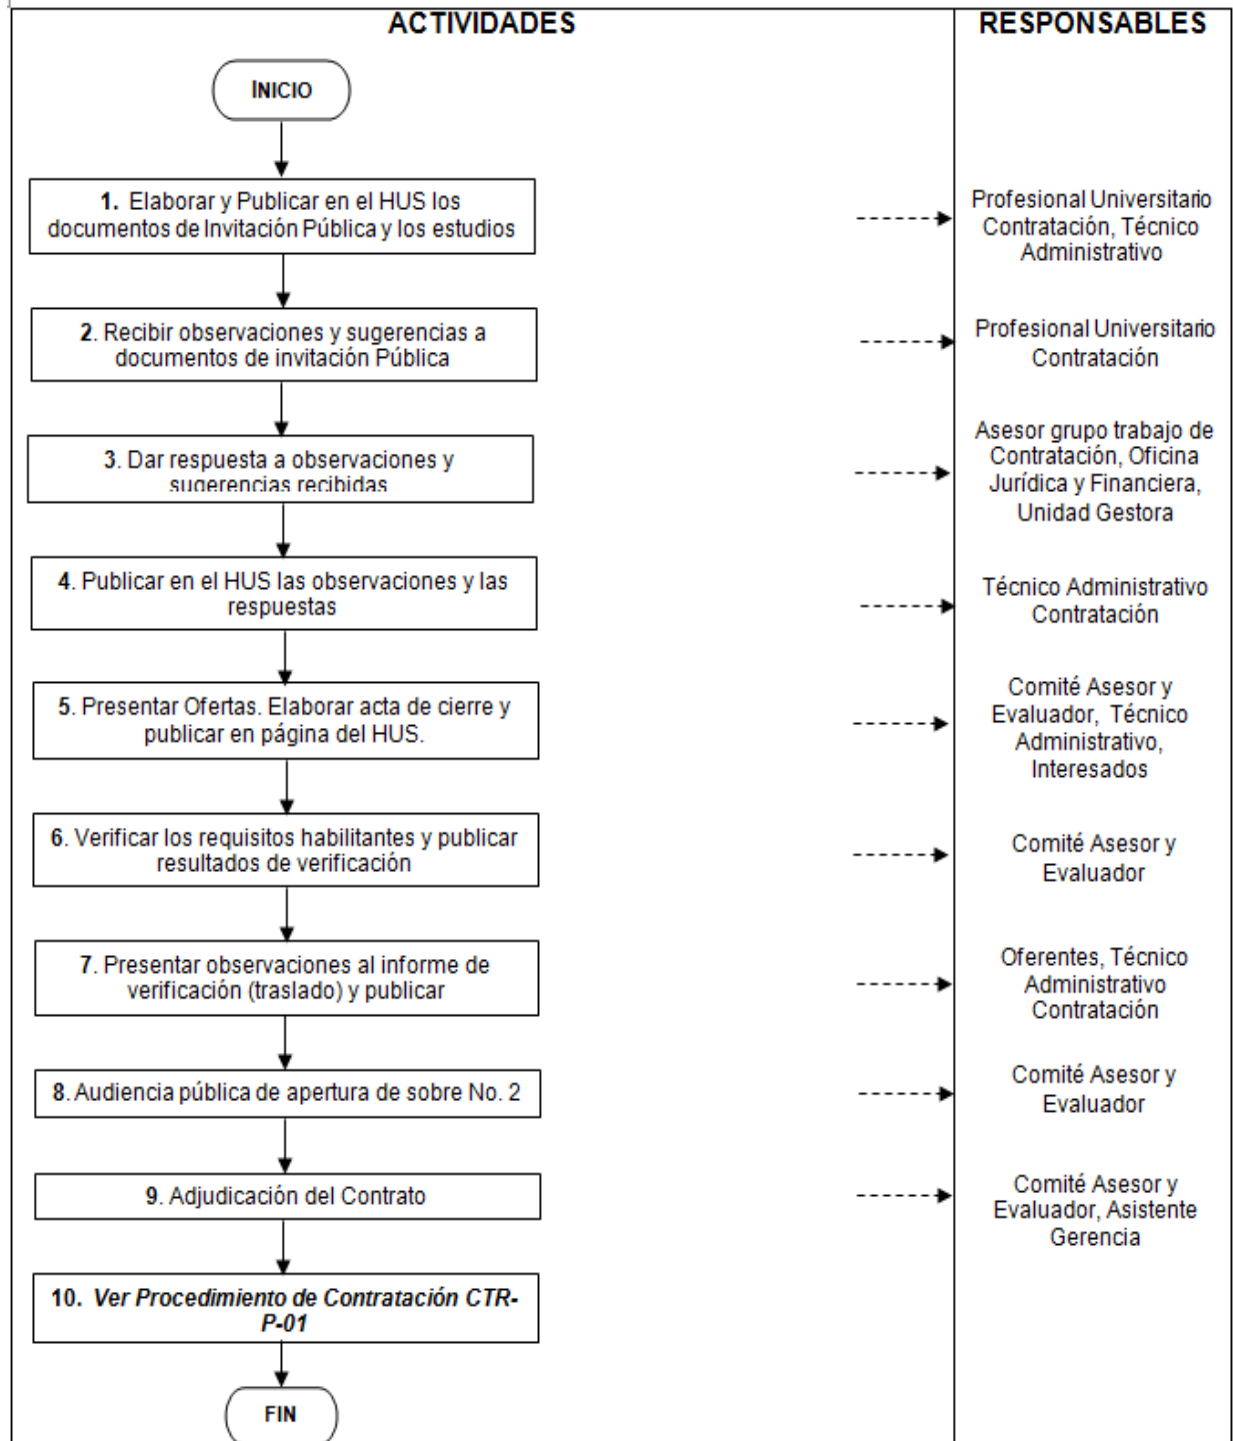 ACTIVIDADES
RESPONSABLES
INICIO
1. Elaborar y Publicar en el HUS los
documentos de Invitación Pública y los estudios
Profesional Universitario
Contratación, Técnico
Administrativo
2. Recibir observaciones y sugerencias a
documentos de invitación Pública
Profesional Universitario
Contratación
3. Dar respuesta a observaciones y
sugerencias recibidas
Asesor grupo trabajo de
Contratación, Oficina
Jurídica y Financiera,
Unidad Gestora
4. Publicar en el HUS las observaciones y las
respuestas
Técnico Administrativo
Contratación
5. Presentar Ofertas. Elaborar acta de cierre y
publicar en página del HUS.
Comité Asesor y
Evaluador, Técnico
Administrativo,
Interesados
6. Verificar los requisitos habilitantes y publicar
resultados de verificación
Comité Asesor y
Evaluador
7. Presentar observaciones al informe de
verificación (traslado) y publicar
Oferentes, Técnico
Administrativo
Contratación
8. Audiencia pública de apertura de sobre No. 2
Comité Asesor y
Evaluador
9. Adjudicación del Contrato
Comité Asesor y
Evaluador, Asistente
Gerencia
10. Ver Procedimiento de Contratación CTR-
P-01
FIN